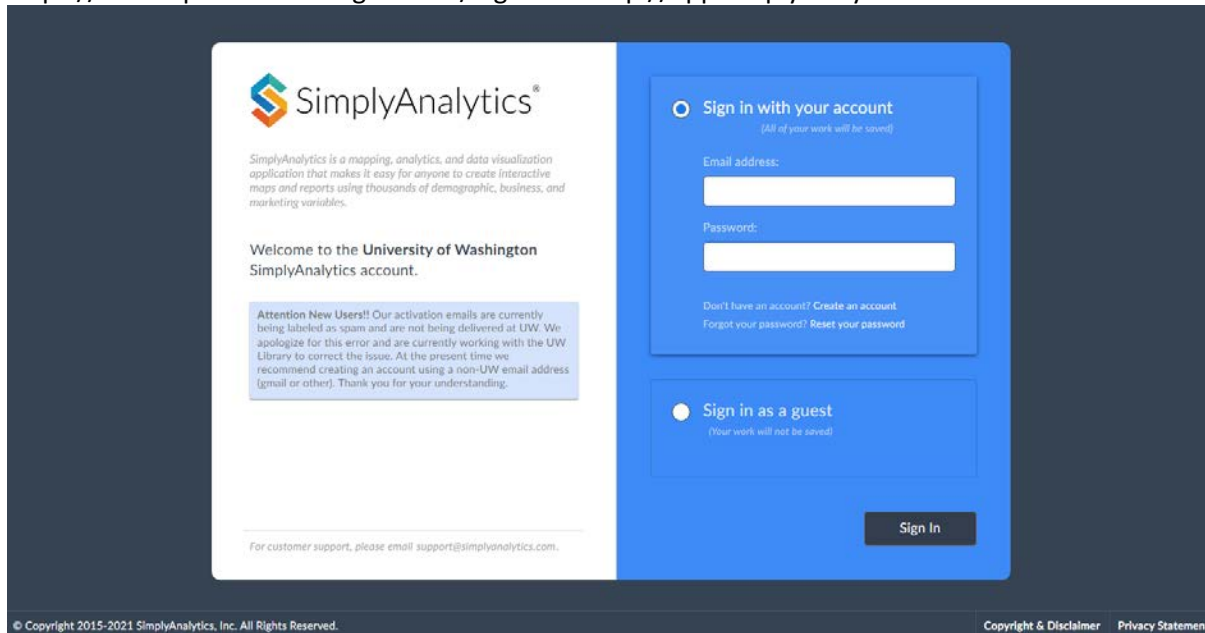 SimplyAnalytics®
SimplyAnalytics is a mapping, analytics, and data visualization
application that makes it easy for anyone to create interactive
maps and reports using thousands of demographic, business, and
marketing variables.
Welcome to the University of Washington
SimplyAnalytics account.
Attention New Users!! Our activation emails are currently
being labeled as spam and are not being delivered at UW. We
apologize for this error and are currently working with the UW
Library to correct the issue. At the present time we
recommend creating an account using a non-UW email address
(gmail or other). Thank you for your understanding.
For customer support, please email support@simplyanalytics.com.
Sign in with your account
(All of your work will be saved)
Email address:
Password:
Don't have an account? Create an account
Forgot your password? Reset your password
Sign in as a guest
(Your work will not be saved)
Sign In
© Copyright 2015-2021 SimplyAnalytics, Inc. All Rights Reserved.
Copyright & Disclaimer Privacy Statemen